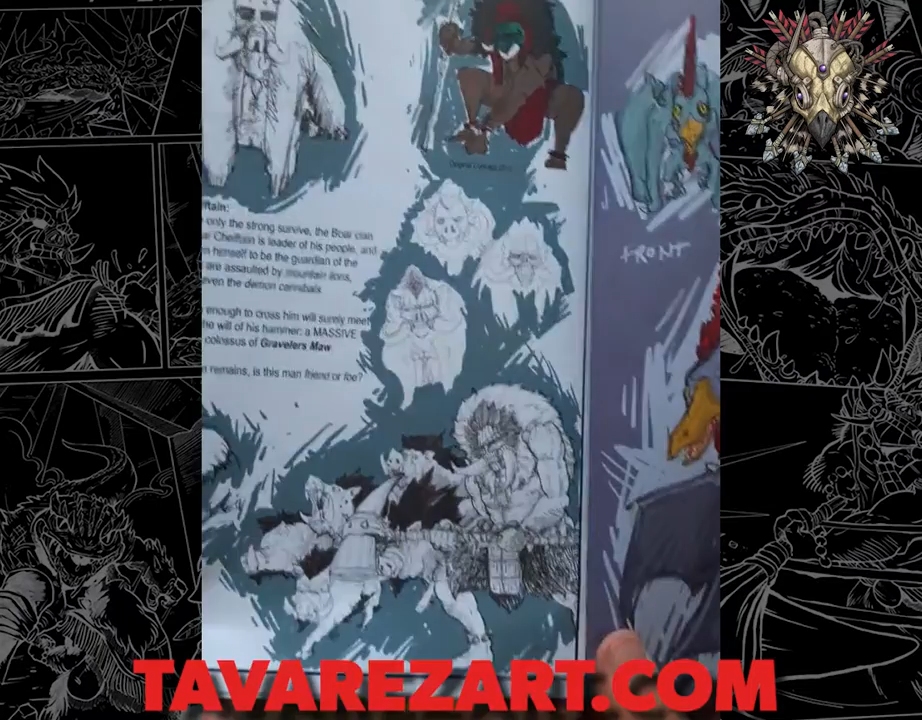 tain:
only the strong survive, the Boar clan
Cheiftain is leader of his people, and
himself to be the guardian of the
are assaulted by mountain lions,
even the demon cannibals
enough to cross him will surely meet
he will of his hammer: a MASSIVE
colossus of Gravelers Maw
remains, is this man friend or foe?
FRONT
TAVAREZART.COM